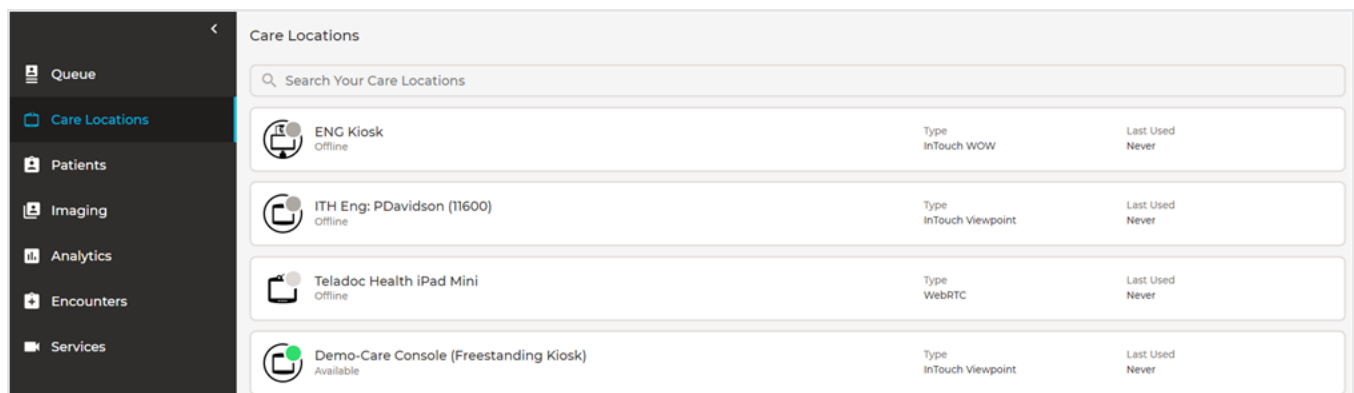 Queue
Care Locations
Patients
Imaging
Analytics
Encounters
Services
Care Locations
Search Your Care Locations
ENG Kiosk
Offline
Type
InTouch WOW
Last Used
Never
ITH Eng: PDavidson (11600)
Offline
Type
InTouch Viewpoint
Last Used
Never
Teladoc Health iPad Mini
Offline
Type
WebRTC
Last Used
Never
Demo-Care Console (Freestanding Kiosk)
Available
Type
InTouch Viewpoint
Last Used
Never